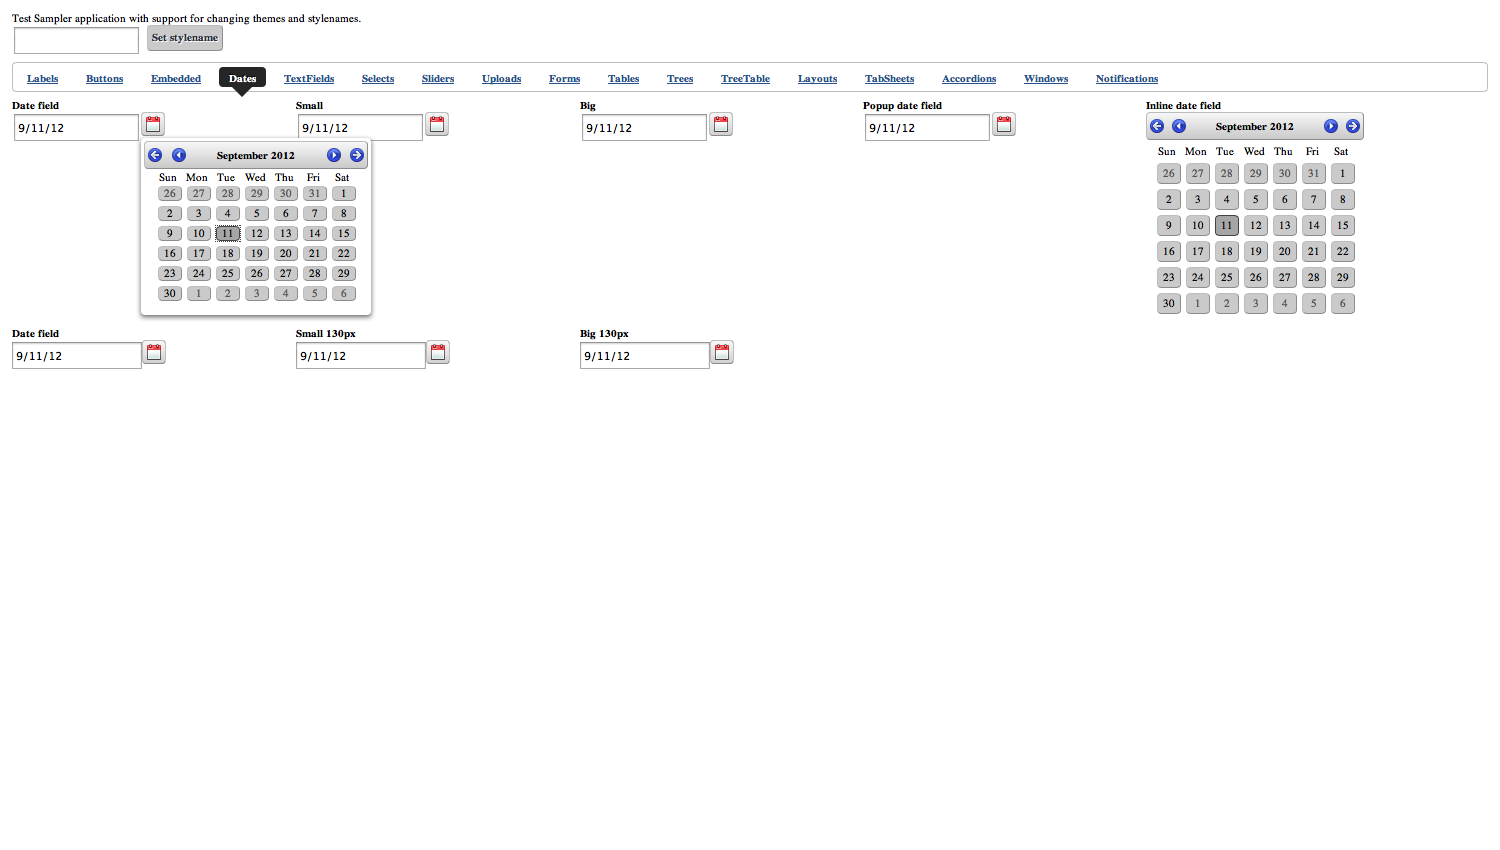 Test Sampler application with support for changing themes and stylenames.
Set stylename
Labels Buttons Embedded Dates TextFields Selects Sliders Uploads Forms Tables Trees TreeTable Layouts TabSheets Accordions Windows Notifications
Date field Small Big Popup date field Inline date field
9/11/12 9/11/12 9/11/12 9/11/12
September 2012
Sun Mon Tue Wed Thu Fri Sat
26 27 28 29 30 31 1
2 3 4 5 6 7 8
9 10 11 12 13 14 15
16 17 18 19 20 21 22
23 24 25 26 27 28 29
30 1 2 3 4 5 6
September 2012
Sun Mon Tue Wed Thu Fri Sat
26 27 28 29 30 31 1
2 3 4 5 6 7 8
9 10 11 12 13 14 15
16 17 18 19 20 21 22
23 24 25 26 27 28 29
30 1 2 3 4 5 6
Date field Small 130px Big 130px
9/11/12 9/11/12 9/11/12